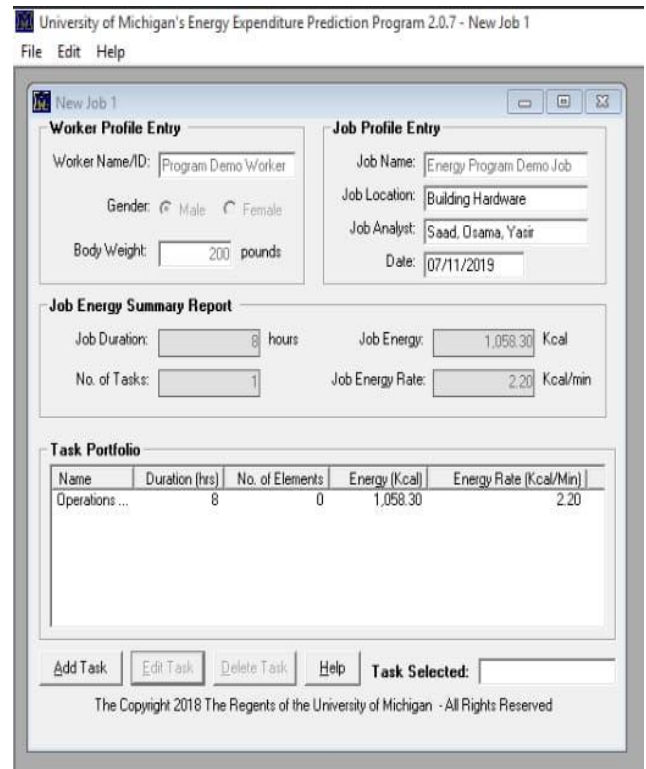 University of Michigan's Energy Expenditure Prediction Program 2.0.7 - New Job 1
File Edit Help
New Job 1
Worker Profile Entry
Worker Name/ID: Program Demo Worker
Gender: Male Female
Body Weight: 200 pounds
Job Profile Entry
Job Name: Energy Program Demo Job
Job Location: Building Hardware
Job Analyst: Saad, Osama, Yasir
Date: 07/11/2019
Job Energy Summary Report
Job Duration: 8 hours Job Energy: 1,058.30 Kcal
No. of Tasks: 1 Job Energy Rate: 2.20 Kcal/min
Task Portfolio
Name Duration (hrs) No. of Elements Energy (Kcal) Energy Rate (Kcal/Min)
Operations ... 8 0 1,058.30 2.20
Add Task Edit Task Delete Task Help Task Selected:
The Copyright 2018 The Regents of the University of Michigan - All Rights Reserved